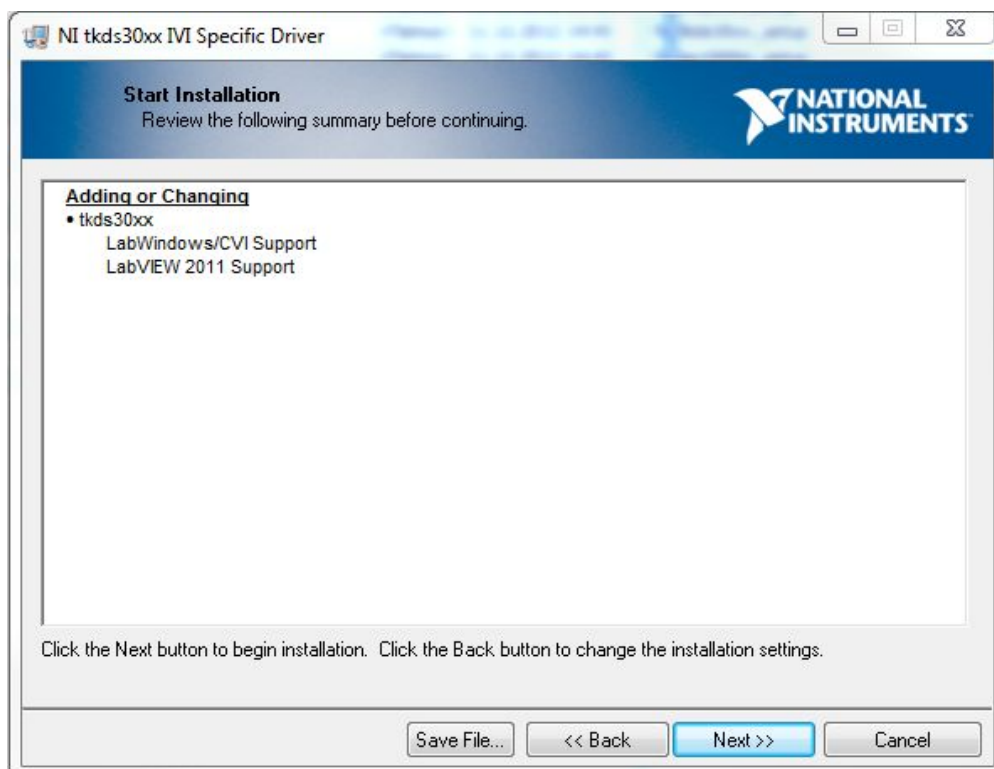 NI tkds30xx IVI Specific Driver
Start Installation
Review the following summary before continuing.
NATIONAL
INSTRUMENTS
Adding or Changing
• tkds30xx
LabWindows/CVI Support
LabVIEW 2011 Support
Click the Next button to begin installation.  Click the Back button to change the installation settings.
Save File... << Back Next >> Cancel